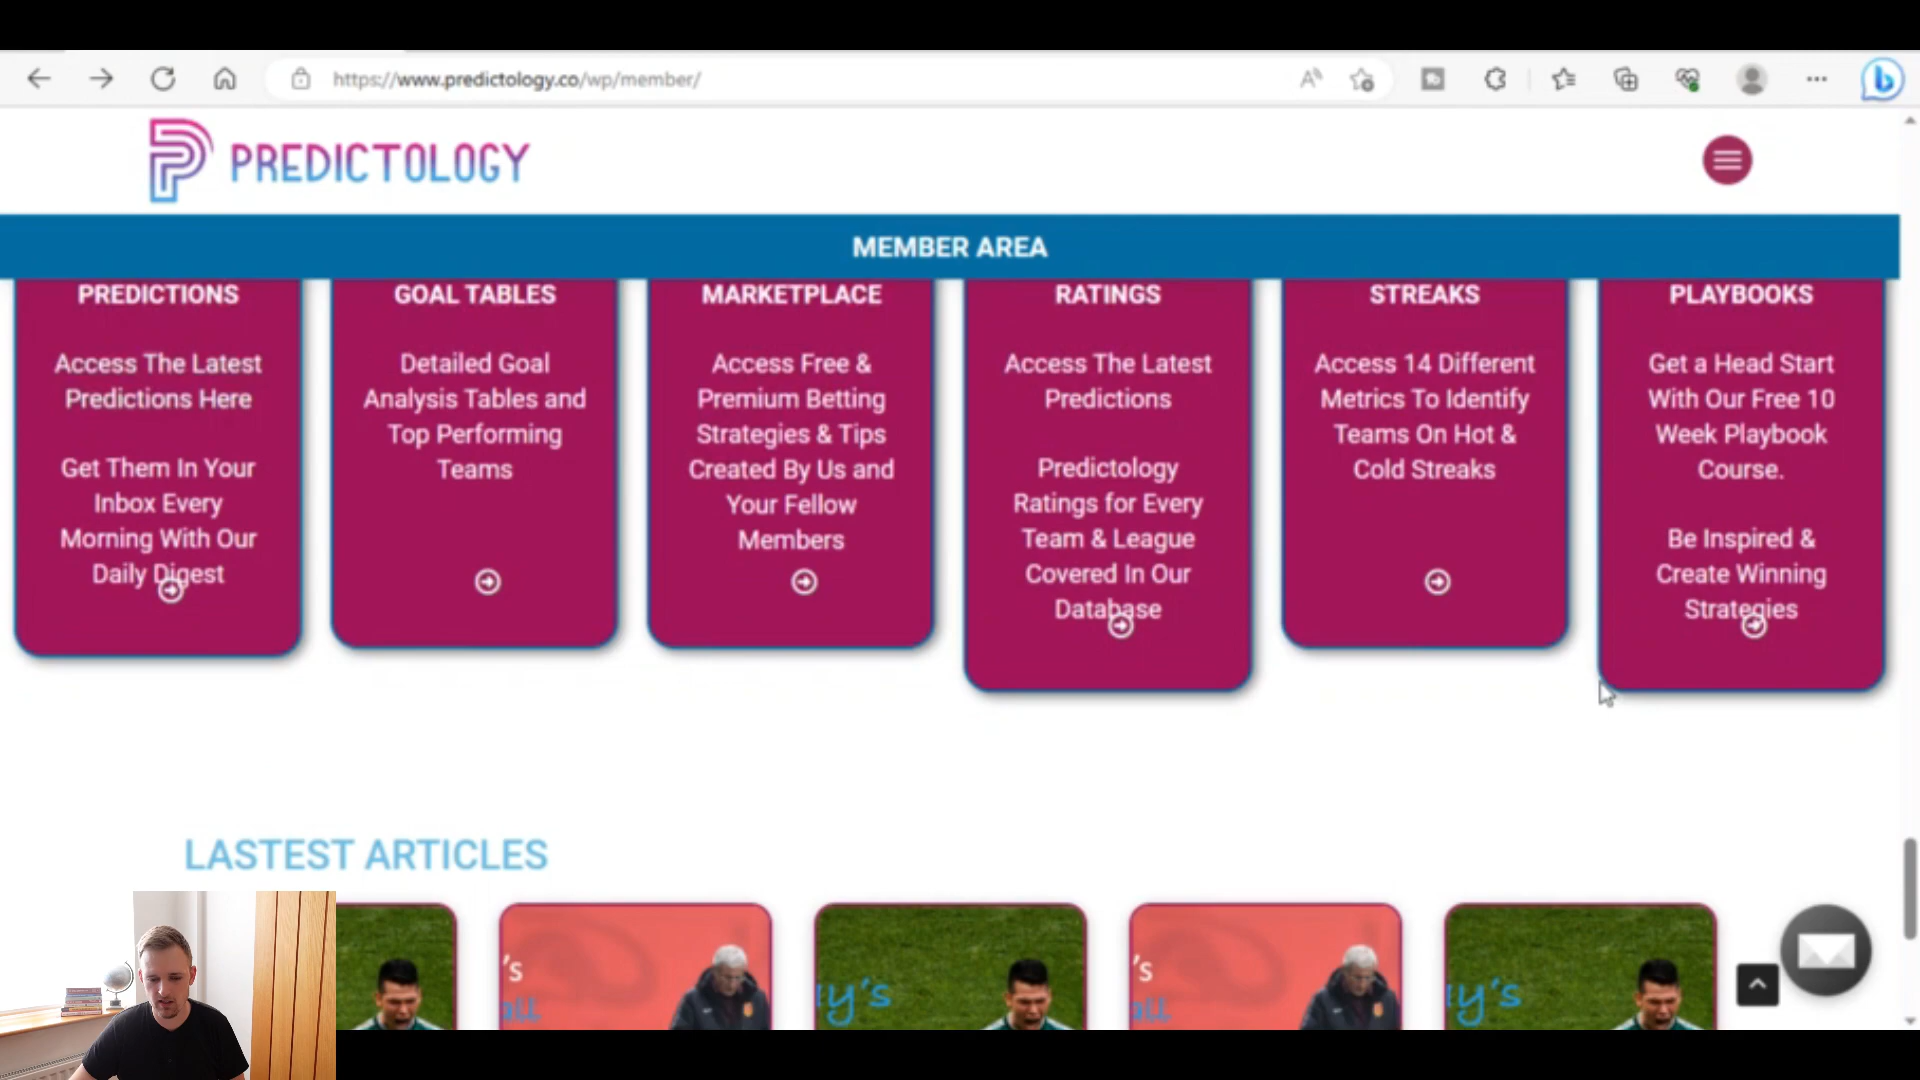 https://www.predictology.co/wp/member/
PREDICTOLOGY
MEMBER AREA
PREDICTIONS
Access The Latest
Predictions Here
Get Them In Your
Inbox Every
Morning With Our
Daily Digest
GOAL TABLES
Detailed Goal
Analysis Tables and
Top Performing
Teams
MARKETPLACE
Access Free &
Premium Betting
Strategies & Tips
Created By Us and
Your Fellow
Members
RATINGS
Access The Latest
Predictions
Predictology
Ratings for Every
Team & League
Covered In Our
Database
STREAKS
Access 14 Different
Metrics To Identify
Teams On Hot &
Cold Streaks
PLAYBOOKS
Get a Head Start
With Our Free 10
Week Playbook
Course.
Be Inspired &
Create Winning
Strategies
LASTEST ARTICLES
's
all
y's
's
all
y's